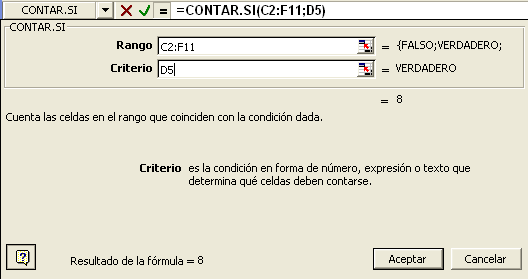 CONTAR.SI =CONTAR.SI(C2:F11;D5)
CONTAR.SI
Rango C2:F11 = {FALSO;VERDADERO;
Criterio D5 = VERDADERO
= 8
Cuenta las celdas en el rango que coinciden con la condición dada.
Criterio es la condición en forma de número, expresión o texto que
determina qué celdas deben contarse.
? Resultado de la fórmula = 8 Aceptar Cancelar